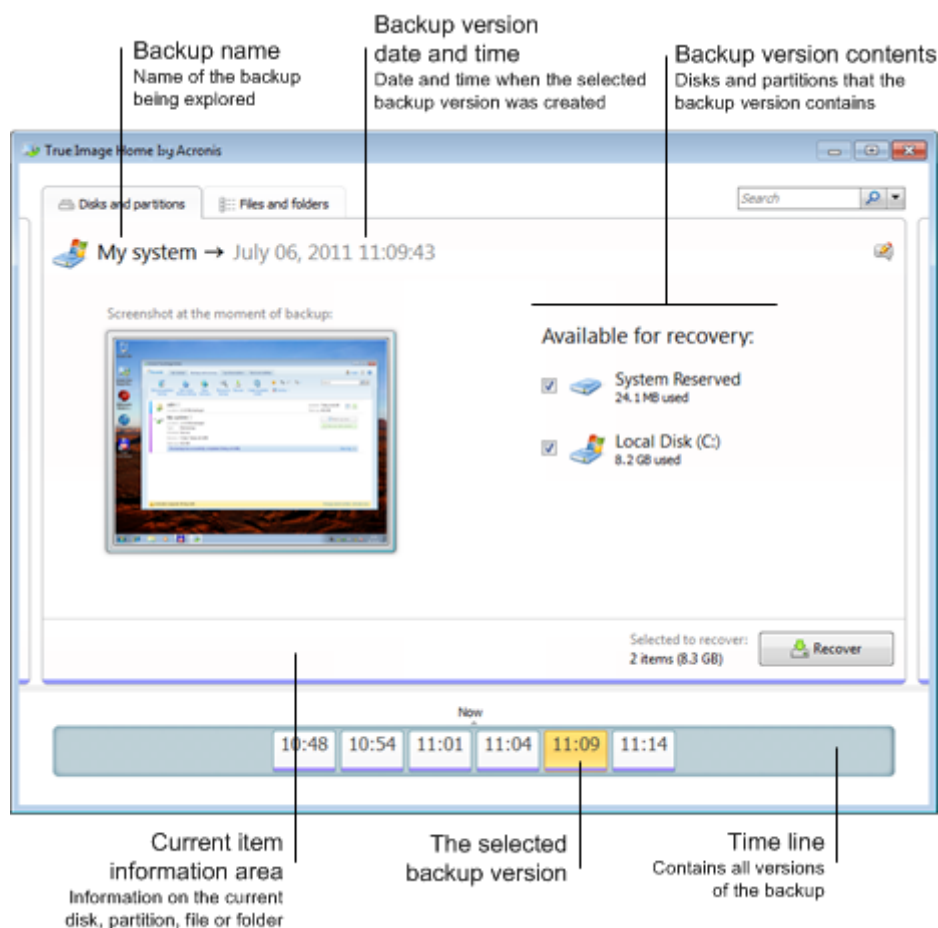 Backup name
Name of the backup
being explored
Backup version
date and time
Date and time when the selected
backup version was created
Backup version contents
Disks and partitions that the
backup version contains
True Image Home by Acronis
Disks and partitions
Files and folders
Search
My system → July 06, 2011 11:09:43
Screenshot at the moment of backup:
Available for recovery:
System Reserved
24.1 MB used
Local Disk (C:)
8.2 GB used
Selected to recover:
2 items (8.3 GB)
Recover
Now
10:48 10:54 11:01 11:04 11:09 11:14
Current item
information area
Information on the current
disk, partition, file or folder
The selected
backup version
Time line
Contains all versions
of the backup